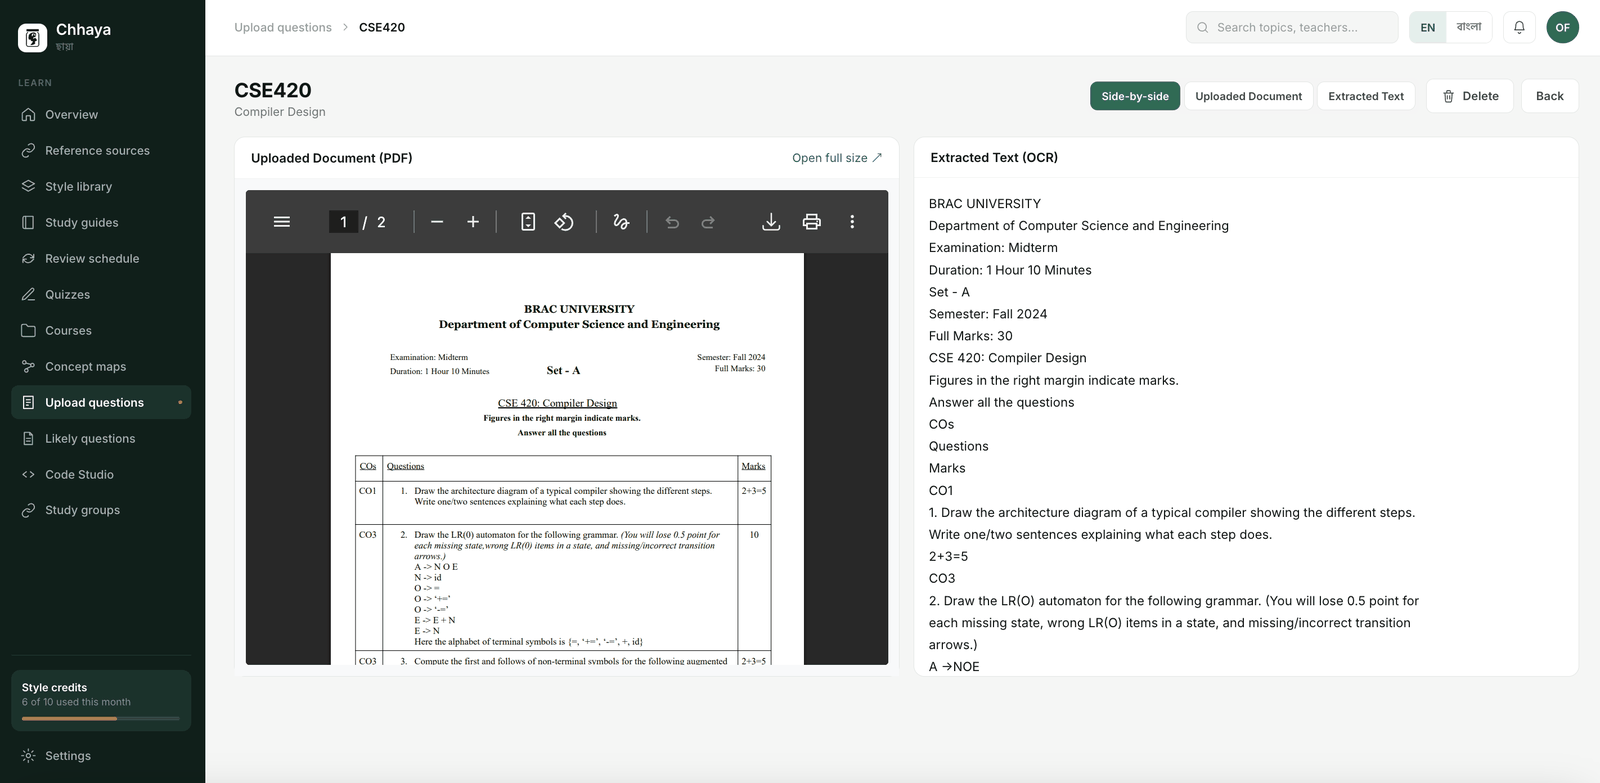 Chhaya
ছায়া
LEARN
Overview
Reference sources
Style library
Study guides
Review schedule
Quizzes
Courses
Concept maps
Upload questions
Likely questions
Code Studio
Study groups
Style credits
6 of 10 used this month
Settings
Upload questions > CSE420
Search topics, teachers...
EN বাংলা
OF
CSE420
Compiler Design
Side-by-side Uploaded Document Extracted Text Delete Back
Uploaded Document (PDF)
Open full size ↗
1 / 2
BRAC UNIVERSITY
Department of Computer Science and Engineering
Examination: Midterm
Duration: 1 Hour 10 Minutes
Set - A
Semester: Fall 2024
Full Marks: 30
CSE 420: Compiler Design
Figures in the right margin indicate marks.
Answer all the questions
COs Questions Marks
CO1 1. Draw the architecture diagram of a typical compiler showing the different steps. 2+3=5
Write one/two sentences explaining what each step does.
CO3 2. Draw the LR(0) automaton for the following grammar. (You will lose 0.5 point for 10
each missing state,wrong LR(0) items in a state, and missing/incorrect transition
arrows.)
A -> N O E
N -> id
O -> =
O -> ‘+=’
O -> ‘-=’
E -> E + N
E -> N
Here the alphabet of terminal symbols is {=, ‘+=’, ‘-=’, +, id}
CO3 3. Compute the first and follows of non-terminal symbols for the following augmented 2+3=5
Extracted Text (OCR)
BRAC UNIVERSITY
Department of Computer Science and Engineering
Examination: Midterm
Duration: 1 Hour 10 Minutes
Set - A
Semester: Fall 2024
Full Marks: 30
CSE 420: Compiler Design
Figures in the right margin indicate marks.
Answer all the questions
COs
Questions
Marks
CO1
1. Draw the architecture diagram of a typical compiler showing the different steps.
Write one/two sentences explaining what each step does.
2+3=5
CO3
2. Draw the LR(O) automaton for the following grammar. (You will lose 0.5 point for
each missing state, wrong LR(0) items in a state, and missing/incorrect transition
arrows.)
A →NOE